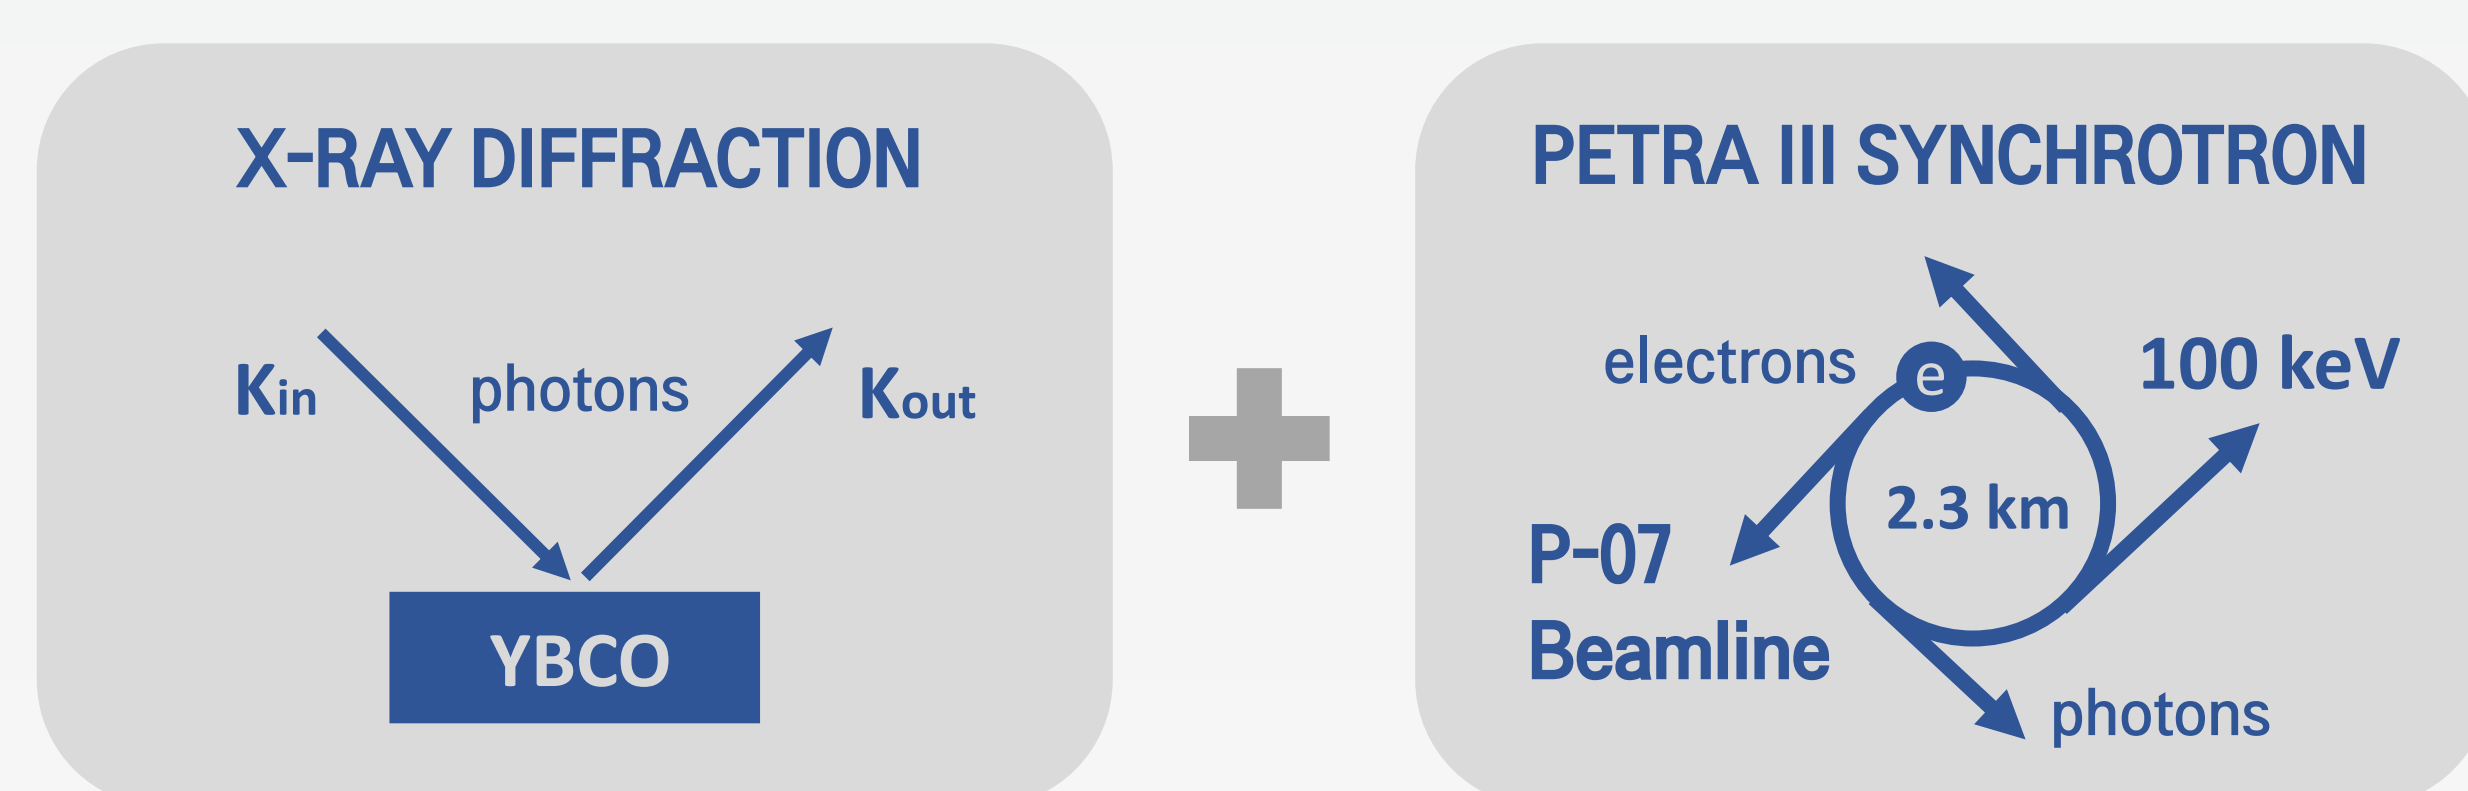 X-RAY DIFFRACTION
Kin
photons
Kout
YBCO
PETRA III SYNCHROTRON
electrons
e
100 keV
2.3 km
P-07
Beamline
photons